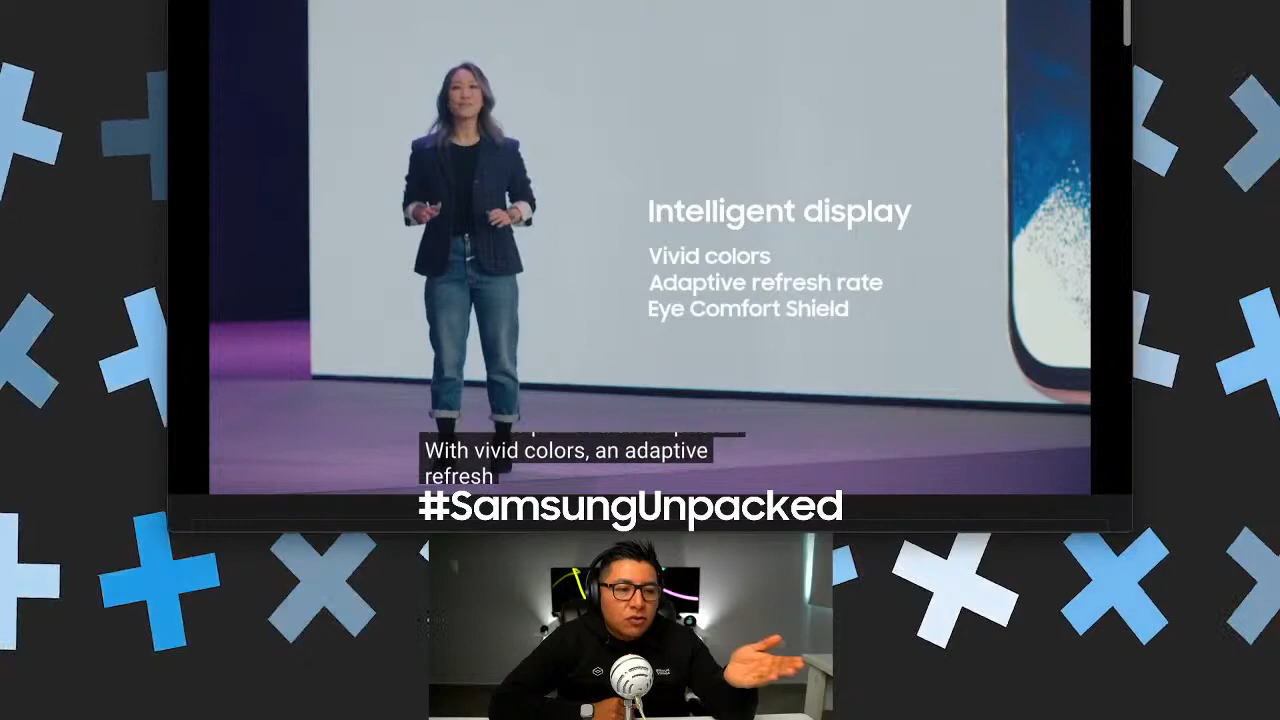 Intelligent display
Vivid colors
Adaptive refresh rate
Eye Comfort Shield
With vivid colors, an adaptive
refresh
#SamsungUnpacked